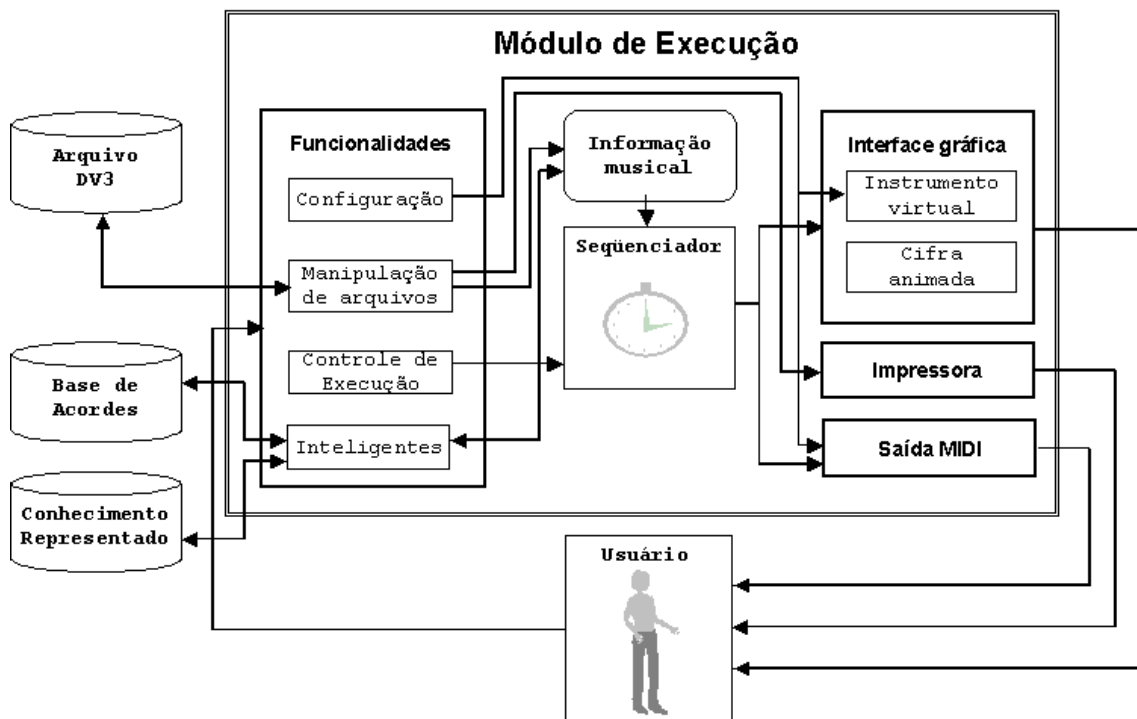 Módulo de Execução
Arquivo
DV3
Base de
Acordes
Conhecimento
Representado
Funcionalidades
Configuração
Manipulação
de arquivos
Controle de
Execução
Inteligentes
Informação
musical
Seqüenciador
Interface gráfica
Instrumento
virtual
Cifra
animada
Impressora
Saída MIDI
Usuário